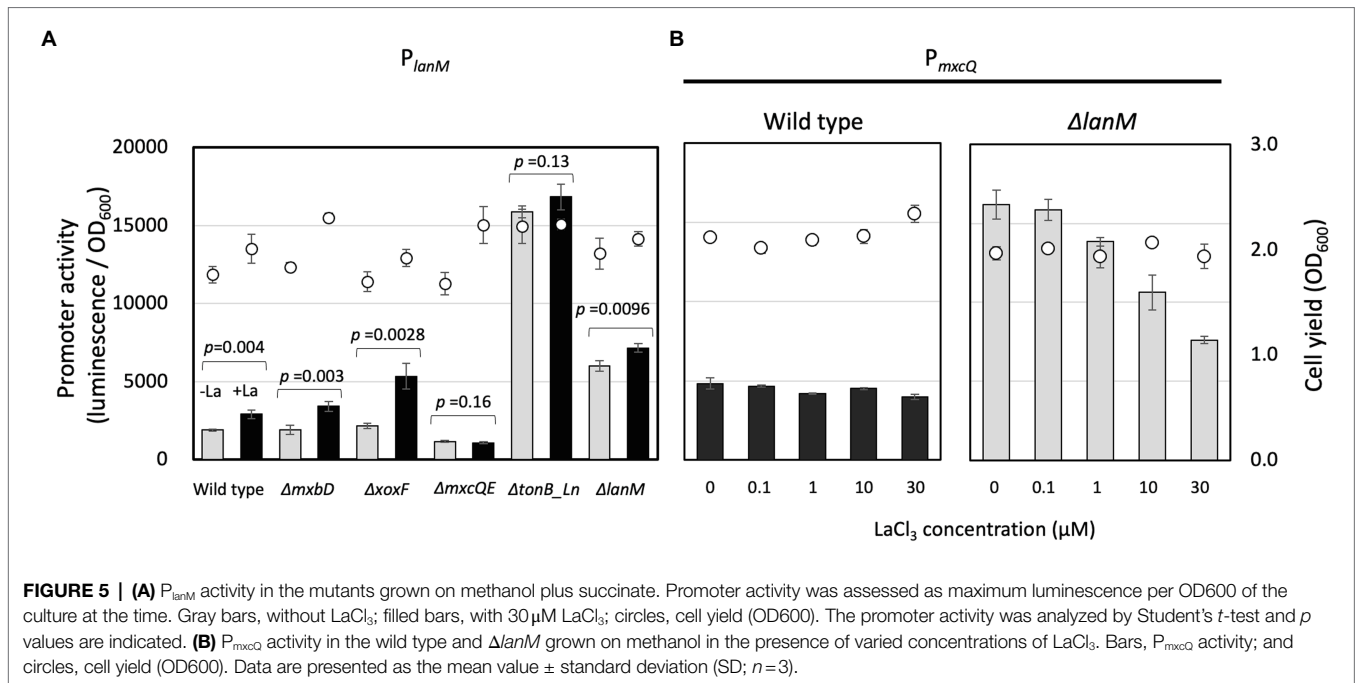 A
B
P_lanM
P_mxcQ
Wild type
ΔlanM
Promoter activity
(luminescence / OD₆₀₀)
20000
15000
10000
5000
0
p=0.004
p =0.003
p =0.0028
p =0.16
p =0.13
p =0.0096
-La +La
Wild type ΔmxbD ΔxoxF ΔmxcQE ΔtonB_Ln ΔlanM
0 0.1 1 10 30
0 0.1 1 10 30
LaCl₃ concentration (μM)
3.0
2.0
1.0
0.0
Cell yield (OD₆₀₀)
FIGURE 5 | (A) P_lanM activity in the mutants grown on methanol plus succinate. Promoter activity was assessed as maximum luminescence per OD600 of the
culture at the time. Gray bars, without LaCl₃; filled bars, with 30 μM LaCl₃; circles, cell yield (OD600). The promoter activity was analyzed by Student's t-test and p
values are indicated. (B) P_mxcQ activity in the wild type and ΔlanM grown on methanol in the presence of varied concentrations of LaCl₃. Bars, P_mxcQ activity; and
circles, cell yield (OD600). Data are presented as the mean value ± standard deviation (SD; n = 3).